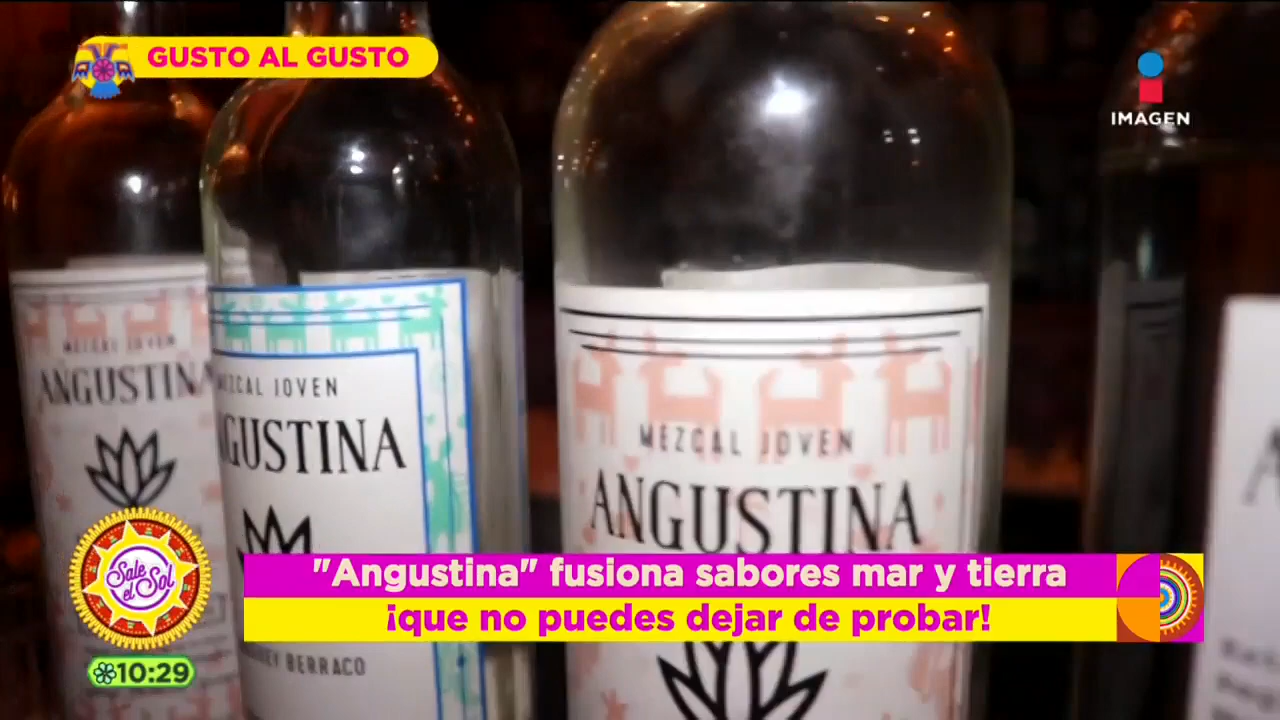 GUSTO AL GUSTO
IMAGEN
MEZCAL JOVEN
ANGUSTINA
MEZCAL JOVEN
ANGUSTINA
MEZCAL JOVEN
ANGUSTINA
BERRACO
"Angustina" fusiona sabores mar y tierra
¡que no puedes dejar de probar!
Sale el Sol
10:29